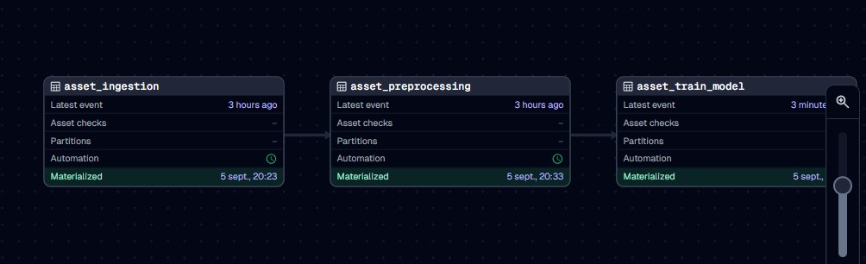 asset_ingestion
Latest event 3 hours ago
Asset checks –
Partitions –
Automation
Materialized 5 sept., 20:23
asset_preprocessing
Latest event 3 hours ago
Asset checks –
Partitions –
Automation
Materialized 5 sept., 20:33
asset_train_model
Latest event 3 minute
Asset checks
Partitions
Automation
Materialized 5 sept.,